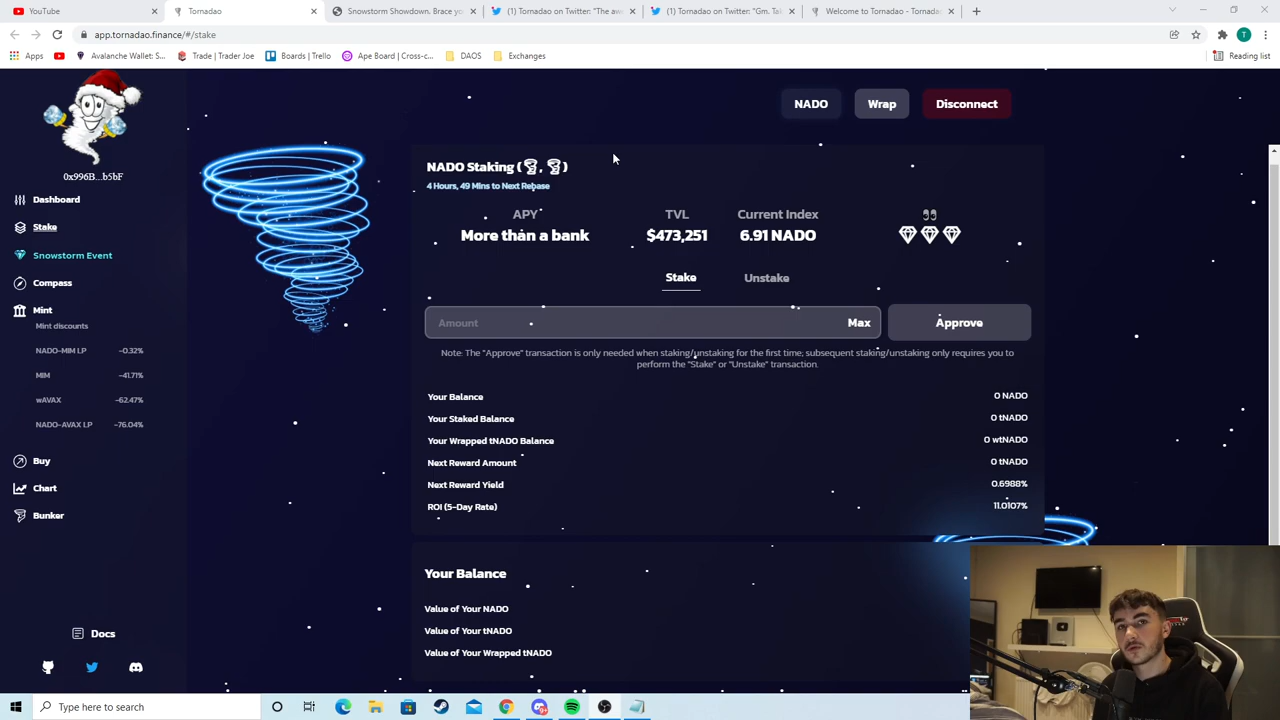 YouTube
Tornadao
Snowstorm Showdown. Brace yo
(1) Tornadao on Twitter: "The aw
(1) Tornadao on Twitter: "Gm. Tal
Welcome to Tornadao - Tornadao
app.tornadao.finance/#/stake
T
Apps
Avalanche Wallet: S...
Trade | Trader Joe
Boards | Trello
Ape Board | Cross-c...
DAOS
Exchanges
Reading list
NADO
Wrap
Disconnect
0x996B...b5bF
Dashboard
Stake
Snowstorm Event
Compass
Mint
Mint discounts
NADO-MIM LP -0.32%
MIM -41.71%
wAVAX -62.47%
NADO-AVAX LP -76.04%
Buy
Chart
Bunker
Docs
NADO Staking ( , )
4 Hours, 49 Mins to Next Rebase
APY
More than a bank
TVL
$473,251
Current Index
6.91 NADO
Stake
Unstake
Amount
Max
Approve
Note: The "Approve" transaction is only needed when staking/unstaking for the first time; subsequent staking/unstaking only requires you to
perform the "Stake" or "Unstake" transaction.
Your Balance 0 NADO
Your Staked Balance 0 tNADO
Your Wrapped tNADO Balance 0 wtNADO
Next Reward Amount 0 tNADO
Next Reward Yield 0.6988%
ROI (5-Day Rate) 11.0107%
Your Balance
Value of Your NADO
Value of Your tNADO
Value of Your Wrapped tNADO
Type here to search